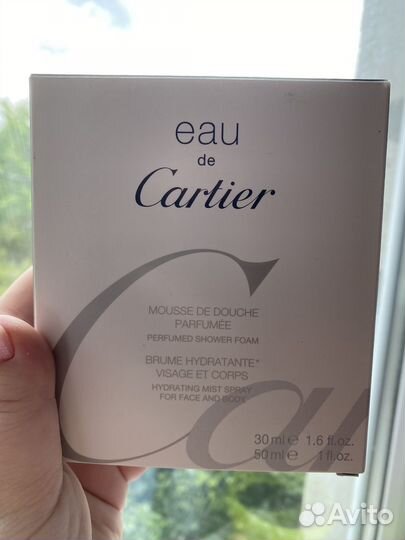 eau
de
Cartier
MOUSSE DE DOUCHE
PARFUMÉE
PERFUMED SHOWER FOAM
BRUME HYDRATANTE*
VISAGE ET CORPS
HYDRATING MIST SPRAY
FOR FACE AND BODY
30 ml e 1.6 fl.oz.
50 ml e 1 fl.oz.
Ca
Avito